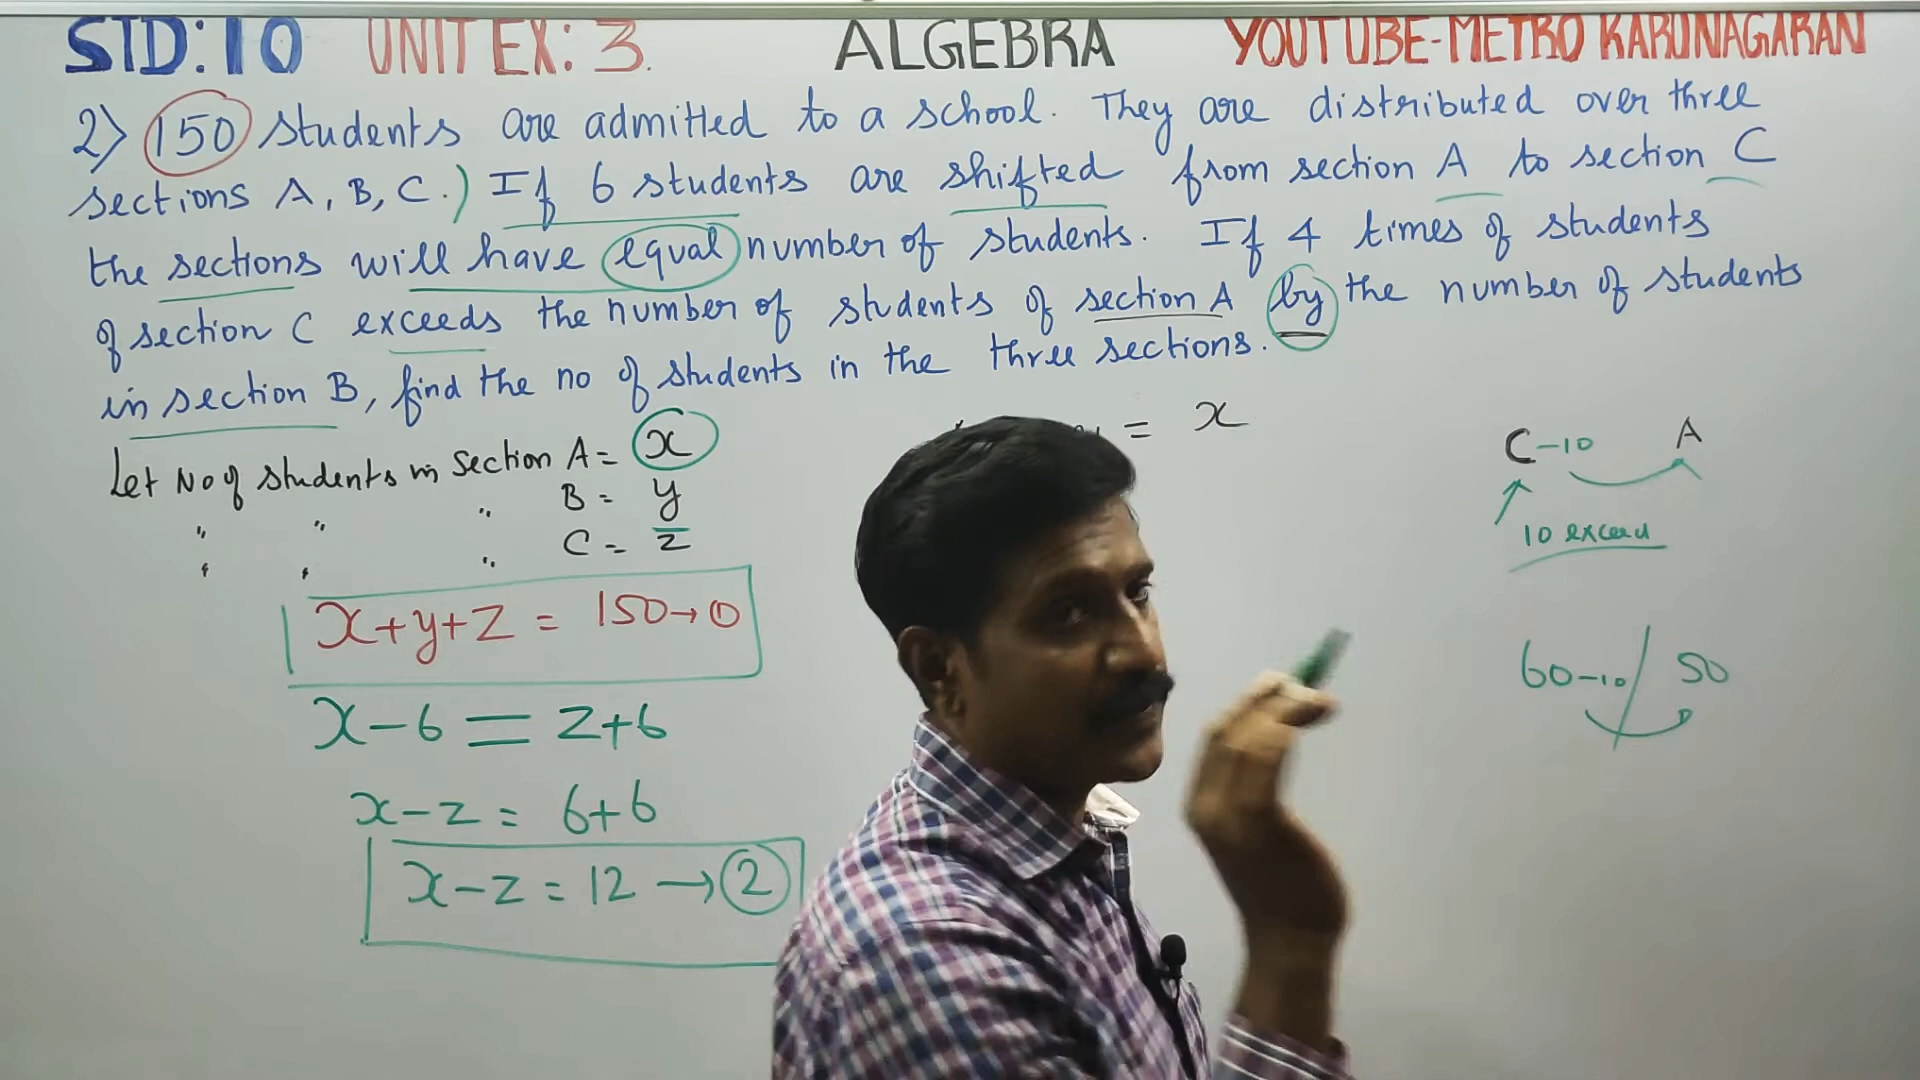 STD:10 UNIT EX: 3. ALGEBRA YOUTUBE-METRO KARUNAGARAN
2) 150 students are admitted to a school. They are distributed over three
sections A, B, C.) If 6 students are shifted from section A to section C
the sections will have equal number of students. If 4 times of students
of section C exceeds the number of students of section A by the number of students
in section B, find the no of students in the three sections.
Let No of students in section A = x
" " " B = y
" " " C = z
x+y+z = 150→①
x-6 = z+6
x-z = 6+6
x-z = 12 →②
= x
C-10 A
10 exceed
60-10/ 50